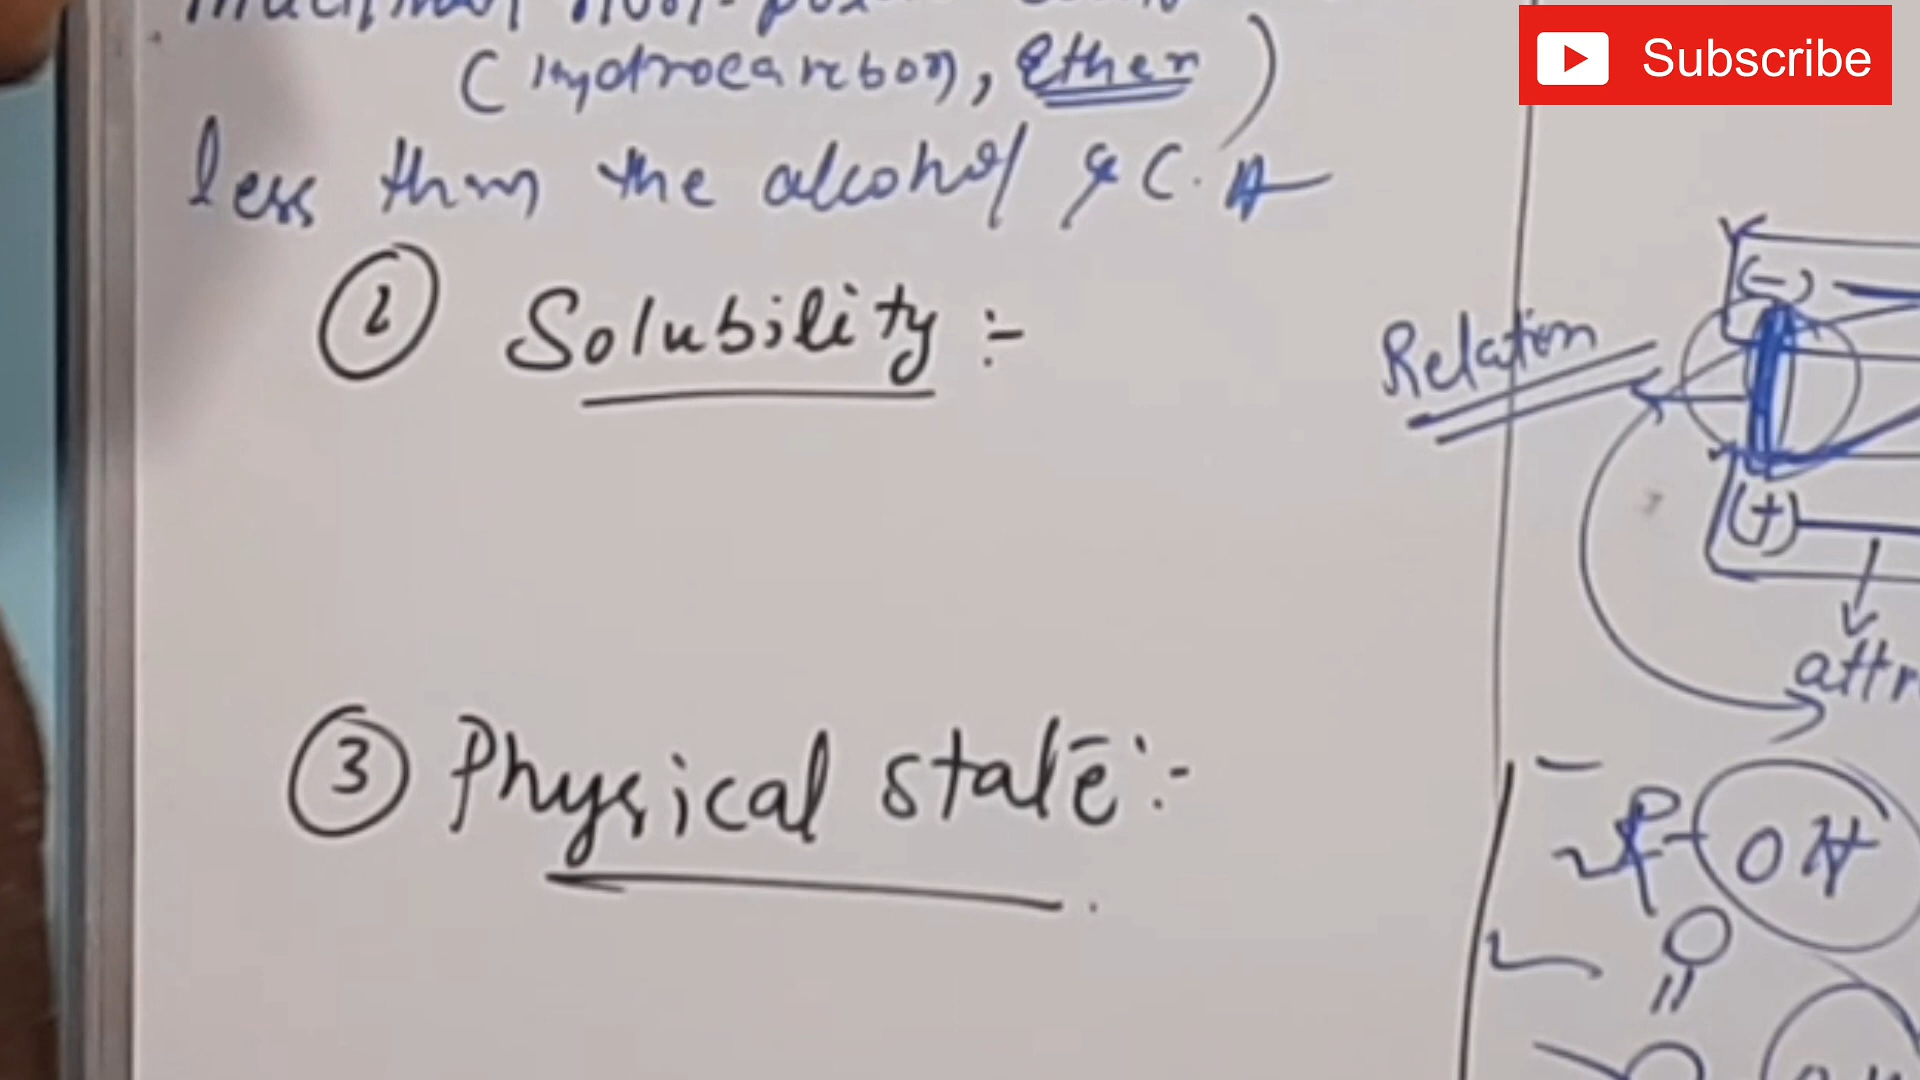 Subscribe
(Hydrocarbon, Ether)
less than the alcohol & C.A
② Solubility :-
③ Physical state :-
Relation
(-)
(+)
attr
R-OH
O